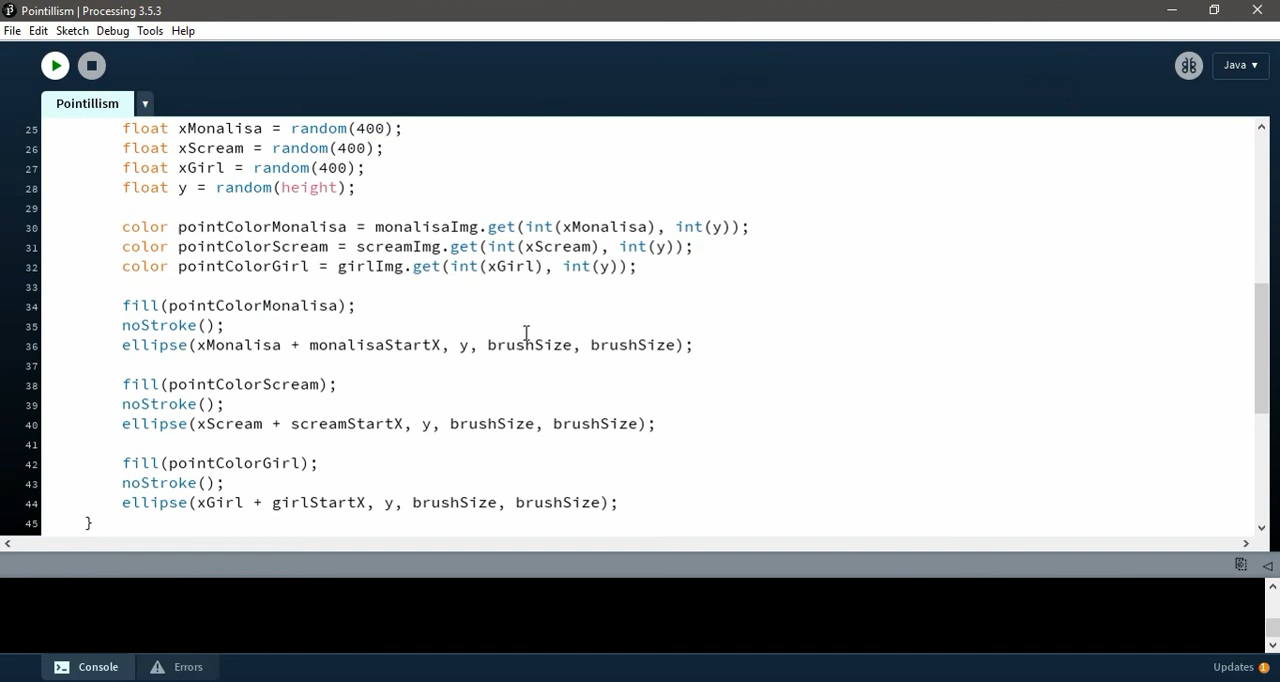 Pointillism | Processing 3.5.3
File Edit Sketch Debug Tools Help
Java ▾
Pointillism ▾
25 float xMonalisa = random(400);
26 float xScream = random(400);
27 float xGirl = random(400);
28 float y = random(height);
29
30 color pointColorMonalisa = monalisaImg.get(int(xMonalisa), int(y));
31 color pointColorScream = screamImg.get(int(xScream), int(y));
32 color pointColorGirl = girlImg.get(int(xGirl), int(y));
33
34 fill(pointColorMonalisa);
35 noStroke();
36 ellipse(xMonalisa + monalisaStartX, y, brushSize, brushSize);
37
38 fill(pointColorScream);
39 noStroke();
40 ellipse(xScream + screamStartX, y, brushSize, brushSize);
41
42 fill(pointColorGirl);
43 noStroke();
44 ellipse(xGirl + girlStartX, y, brushSize, brushSize);
45 }
Console Errors Updates 1